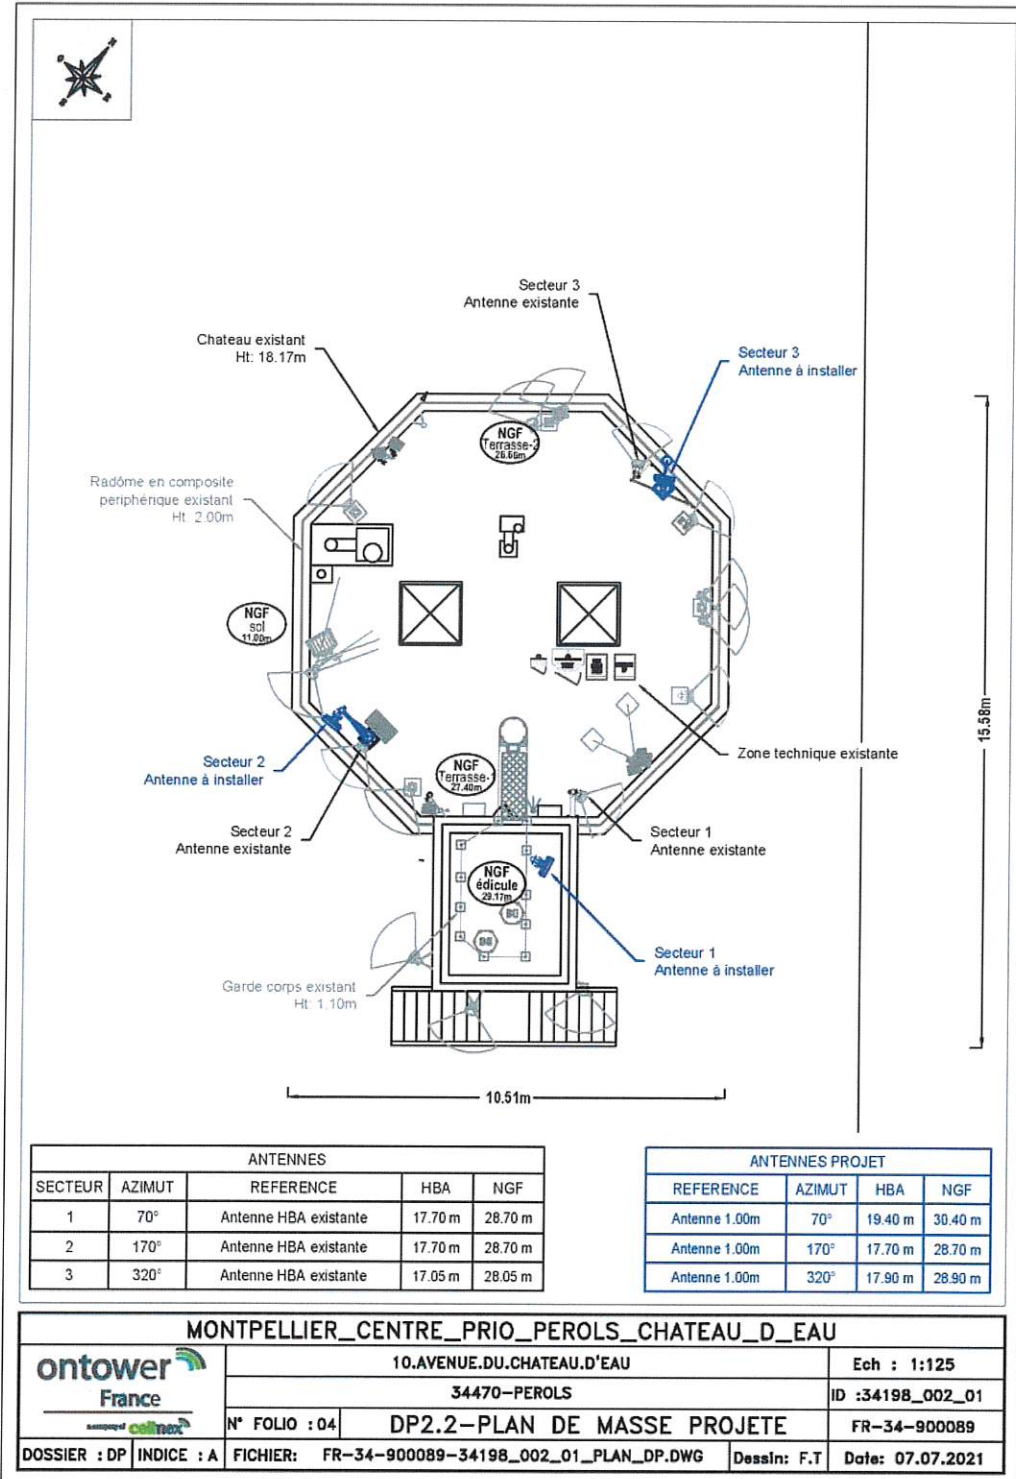 Secteur 3
Antenne existante
Secteur 3
Antenne à installer
Chateau existant
Ht: 18.17m
NGF
Terrasse-2
26.66m
Radôme en composite
periphérique existant
Ht: 2.00m
NGF
sol
11.00m
15.58m
Zone technique existante
Secteur 2
Antenne à installer
NGF
Terrasse-1
27.40m
Secteur 2
Antenne existante
Secteur 1
Antenne existante
NGF
édicule
29.17m
Secteur 1
Antenne à installer
Garde corps existant
Ht: 1.10m
10.51m
ANTENNES
SECTEUR AZIMUT REFERENCE HBA NGF
1 70° Antenne HBA existante 17.70 m 28.70 m
2 170° Antenne HBA existante 17.70 m 28.70 m
3 320° Antenne HBA existante 17.05 m 28.05 m
ANTENNES PROJET
REFERENCE AZIMUT HBA NGF
Antenne 1.00m 70° 19.40 m 30.40 m
Antenne 1.00m 170° 17.70 m 28.70 m
Antenne 1.00m 320° 17.90 m 28.90 m
MONTPELLIER_CENTRE_PRIO_PEROLS_CHATEAU_D_EAU
ontower
France
cellnex
10.AVENUE.DU.CHATEAU.D'EAU
Ech : 1:125
34470-PEROLS
ID :34198_002_01
N° FOLIO :04
DP2.2-PLAN DE MASSE PROJETE
FR-34-900089
DOSSIER : DP
INDICE : A
FICHIER: FR-34-900089-34198_002_01_PLAN_DP.DWG
Dessin: F.T
Date: 07.07.2021